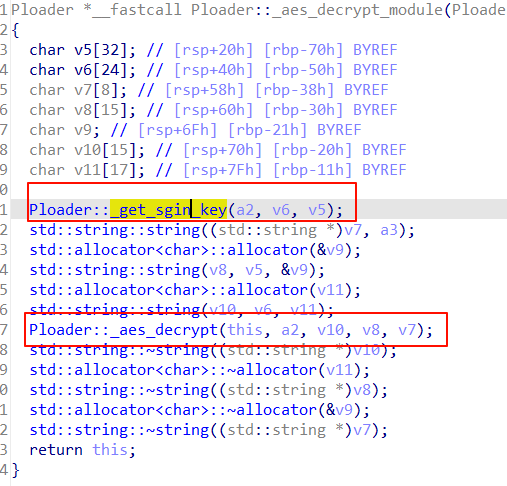 1 Ploader *__fastcall Ploader::_aes_decrypt_module(Ploade
2 {
3 char v5[32]; // [rsp+20h] [rbp-70h] BYREF
4 char v6[24]; // [rsp+40h] [rbp-50h] BYREF
5 char v7[8]; // [rsp+58h] [rbp-38h] BYREF
6 char v8[15]; // [rsp+60h] [rbp-30h] BYREF
7 char v9; // [rsp+6Fh] [rbp-21h] BYREF
8 char v10[15]; // [rsp+70h] [rbp-20h] BYREF
9 char v11[17]; // [rsp+7Fh] [rbp-11h] BYREF
0
1 Ploader::_get_sgin_key(a2, v6, v5);
2 std::string::string((std::string *)v7, a3);
3 std::allocator<char>::allocator(&v9);
4 std::string::string(v8, v5, &v9);
5 std::allocator<char>::allocator(v11);
6 std::string::string(v10, v6, v11);
7 Ploader::_aes_decrypt(this, a2, v10, v8, v7);
8 std::string::~string((std::string *)v10);
9 std::allocator<char>::~allocator(v11);
0 std::string::~string((std::string *)v8);
1 std::allocator<char>::~allocator(&v9);
2 std::string::~string((std::string *)v7);
3 return this;
4 }